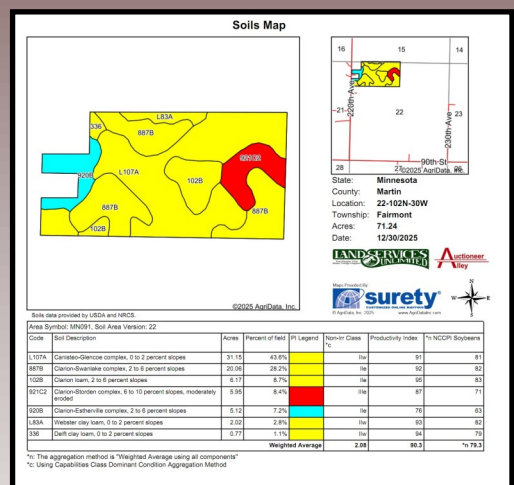 Soils Map
L83A
336
887B
921C2
920B
L107A
102B
887B
887B
102B
©2025 AgriData, Inc.
16
15
14
220th Ave
21
22
23
230th Ave
90th St
28
27
26
©2025 AgriData, Inc.
State: Minnesota
County: Martin
Location: 22-102N-30W
Township: Fairmont
Acres: 71.24
Date: 12/30/2025
LAND SERVICES UNLIMITED
Auctioneer Alley
Maps Provided By
surety®
CUSTOMIZED ONLINE MAPPING
© AgriData, Inc. 2025 www.AgriDataInc.com
N
W E
S
Soils data provided by USDA and NRCS.
Area Symbol: MN091, Soil Area Version: 22
Code Soil Description Acres Percent of field PI Legend Non-Irr Class *c Productivity Index *n NCCPI Soybeans
L107A Canisteo-Glencoe complex, 0 to 2 percent slopes 31.15 43.6% IIw 91 81
887B Clarion-Swanlake complex, 2 to 6 percent slopes 20.06 28.2% IIe 92 82
102B Clarion loam, 2 to 6 percent slopes 6.17 8.7% IIe 95 83
921C2 Clarion-Storden complex, 6 to 10 percent slopes, moderately eroded 5.95 8.4% IIIe 87 71
920B Clarion-Estherville complex, 2 to 6 percent slopes 5.12 7.2% IIe 76 63
L83A Webster clay loam, 0 to 2 percent slopes 2.02 2.8% IIw 93 82
336 Delft clay loam, 0 to 2 percent slopes 0.77 1.1% IIw 94 79
Weighted Average 2.08 90.3 *n 79.3
*n: The aggregation method is "Weighted Average using all components"
*c: Using Capabilities Class Dominant Condition Aggregation Method